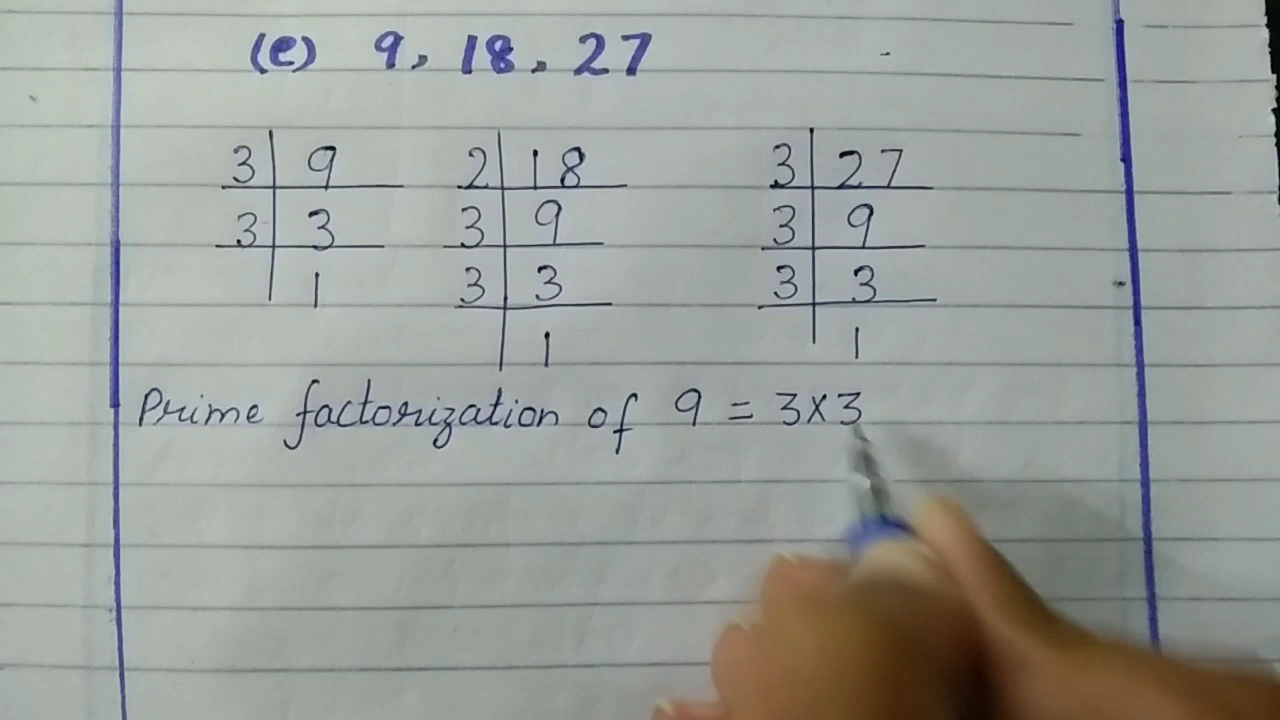 (e) 9, 18, 27
3 9 2 18 3 27
3 3 3 9 3 9
1 3 3 3 3
1 1
Prime factorization of 9 = 3×3